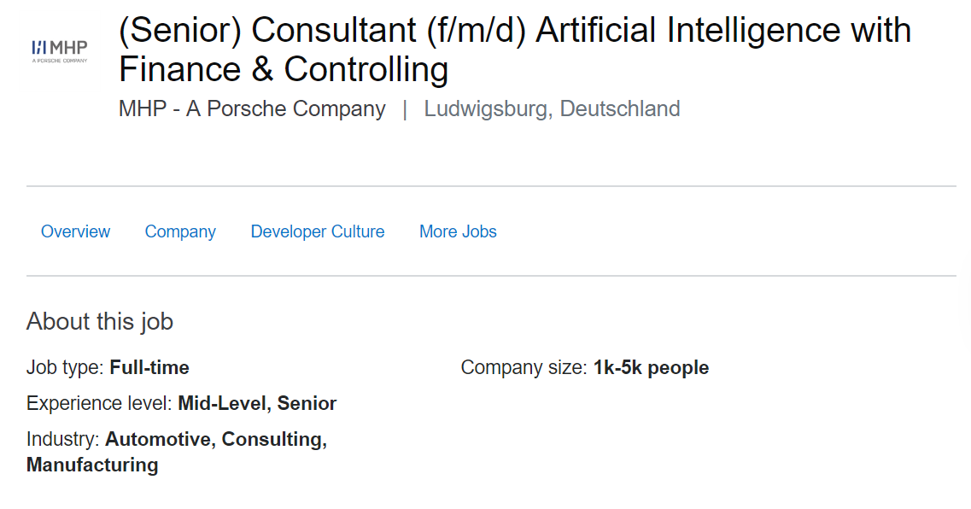 MHP
A PORSCHE COMPANY
(Senior) Consultant (f/m/d) Artificial Intelligence with
Finance & Controlling
MHP - A Porsche Company | Ludwigsburg, Deutschland
Overview Company Developer Culture More Jobs
About this job
Job type: Full-time
Company size: 1k-5k people
Experience level: Mid-Level, Senior
Industry: Automotive, Consulting,
Manufacturing